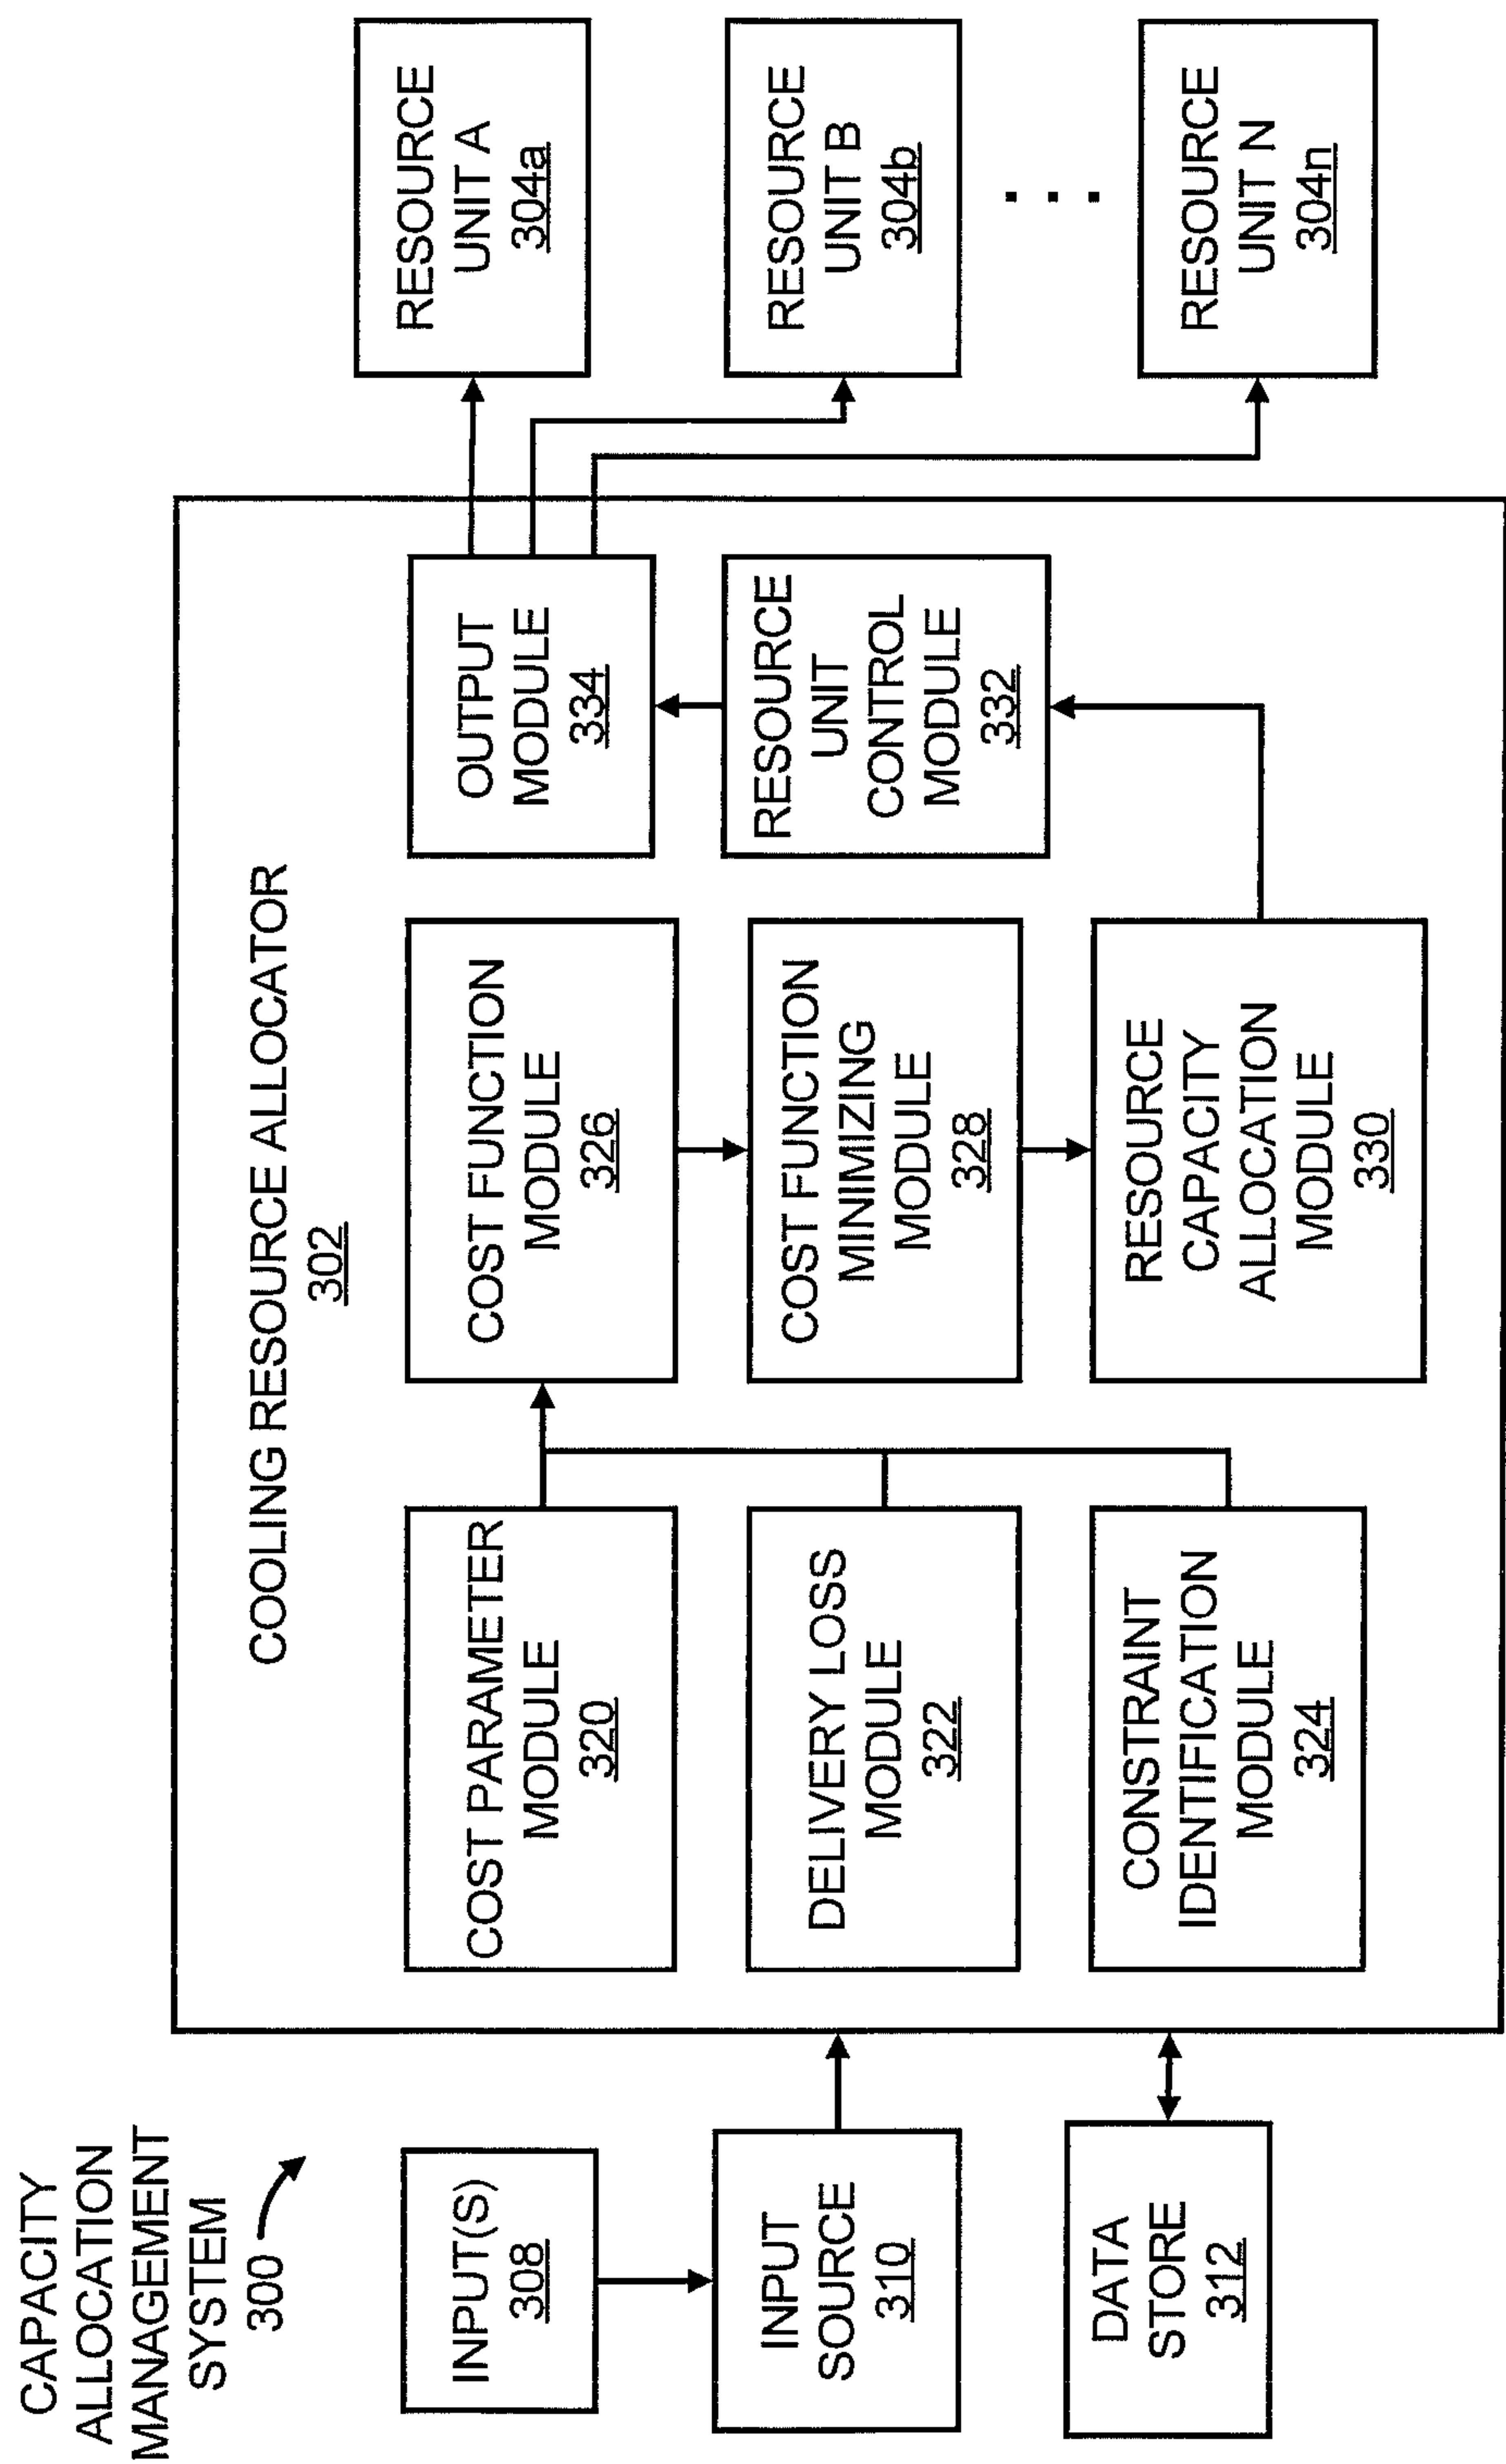 CAPACITY
ALLOCATION
MANAGEMENT
SYSTEM
300
INPUT(S)
308
INPUT
SOURCE
310
DATA
STORE
312
COOLING RESOURCE ALLOCATOR
302
COST PARAMETER
MODULE
320
DELIVERY LOSS
MODULE
322
CONSTRAINT
IDENTIFICATION
MODULE
324
COST FUNCTION
MODULE
326
COST FUNCTION
MINIMIZING
MODULE
328
RESOURCE
CAPACITY
ALLOCATION
MODULE
330
OUTPUT
MODULE
334
RESOURCE
UNIT
CONTROL
MODULE
332
RESOURCE
UNIT A
304a
RESOURCE
UNIT B
304b
. . .
RESOURCE
UNIT N
304n